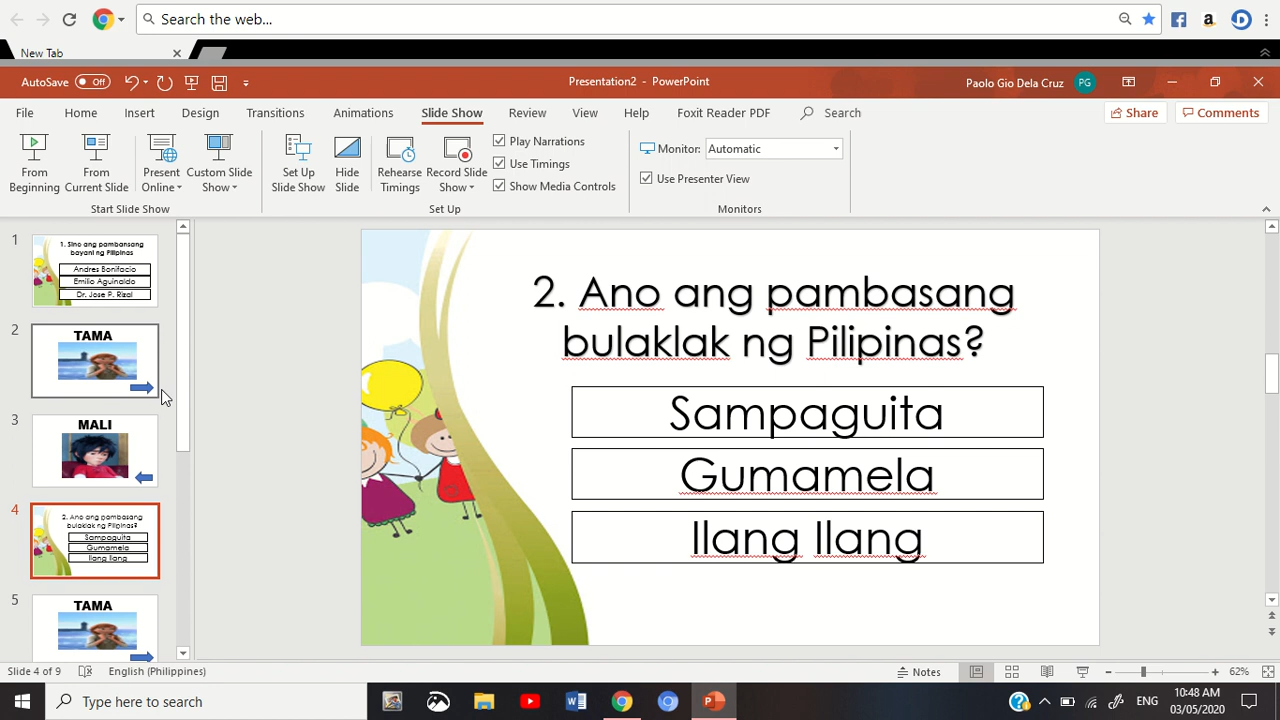 Search the web...
New Tab
AutoSave Off
Presentation2 - PowerPoint
Paolo Gio Dela Cruz PG
File Home Insert Design Transitions Animations Slide Show Review View Help Foxit Reader PDF Search
Share Comments
From Beginning
From Current Slide
Present Online
Custom Slide Show
Start Slide Show
Set Up Slide Show
Hide Slide
Rehearse Timings
Record Slide Show
Play Narrations
Use Timings
Show Media Controls
Set Up
Monitor: Automatic
Use Presenter View
Monitors
1
1. Sino ang pambansang
bayani ng Pilipinas
Andres Bonifacio
Emilio Aguinaldo
Dr. Jose P. Rizal
2
TAMA
3
MALI
4
2. Ano ang pambasang
bulaklak ng Pilipinas?
Sampaguita
Gumamela
Ilang Ilang
5
TAMA
2. Ano ang pambasang
bulaklak ng Pilipinas?
Sampaguita
Gumamela
Ilang Ilang
Slide 4 of 9
English (Philippines)
Notes
62%
Type here to search
ENG
10:48 AM
03/05/2020